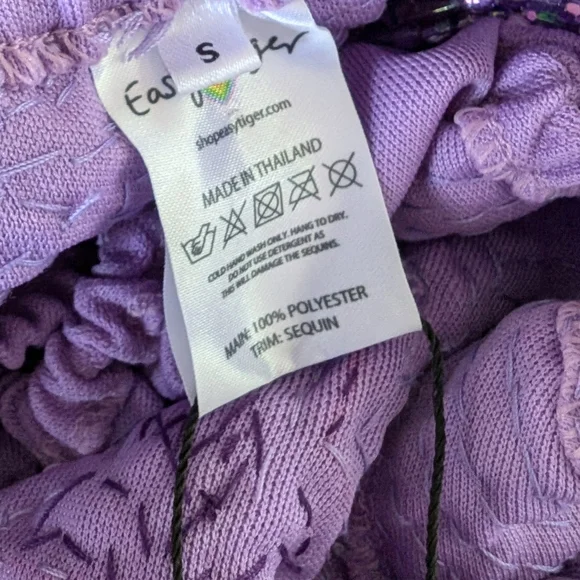 S
Eas
shopeasytiger.com
MADE IN THAILAND
COLD HAND WASH ONLY. HANG TO DRY.
DO NOT USE DETERGENT AS
THIS WILL DAMAGE THE SEQUINS.
MAIN: 100% POLYESTER
TRIM: SEQUIN